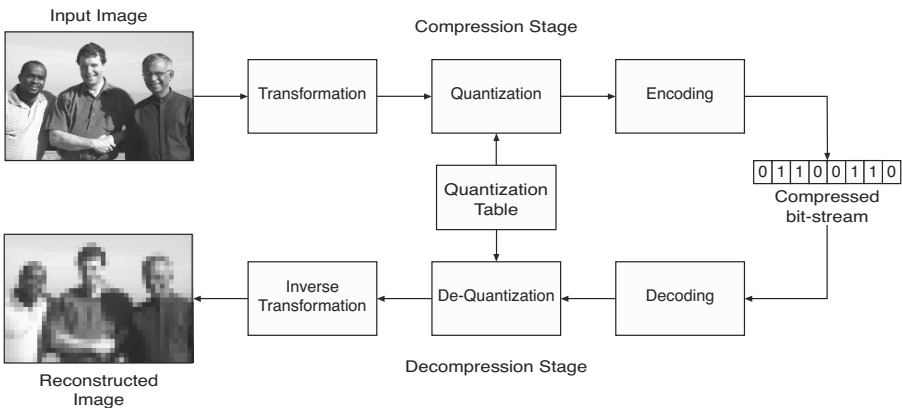 Input Image
Compression Stage
Transformation
Quantization
Encoding
0 1 1 0 0 1 1 0
Compressed
bit-stream
Quantization
Table
Inverse
Transformation
De-Quantization
Decoding
Decompression Stage
Reconstructed
Image